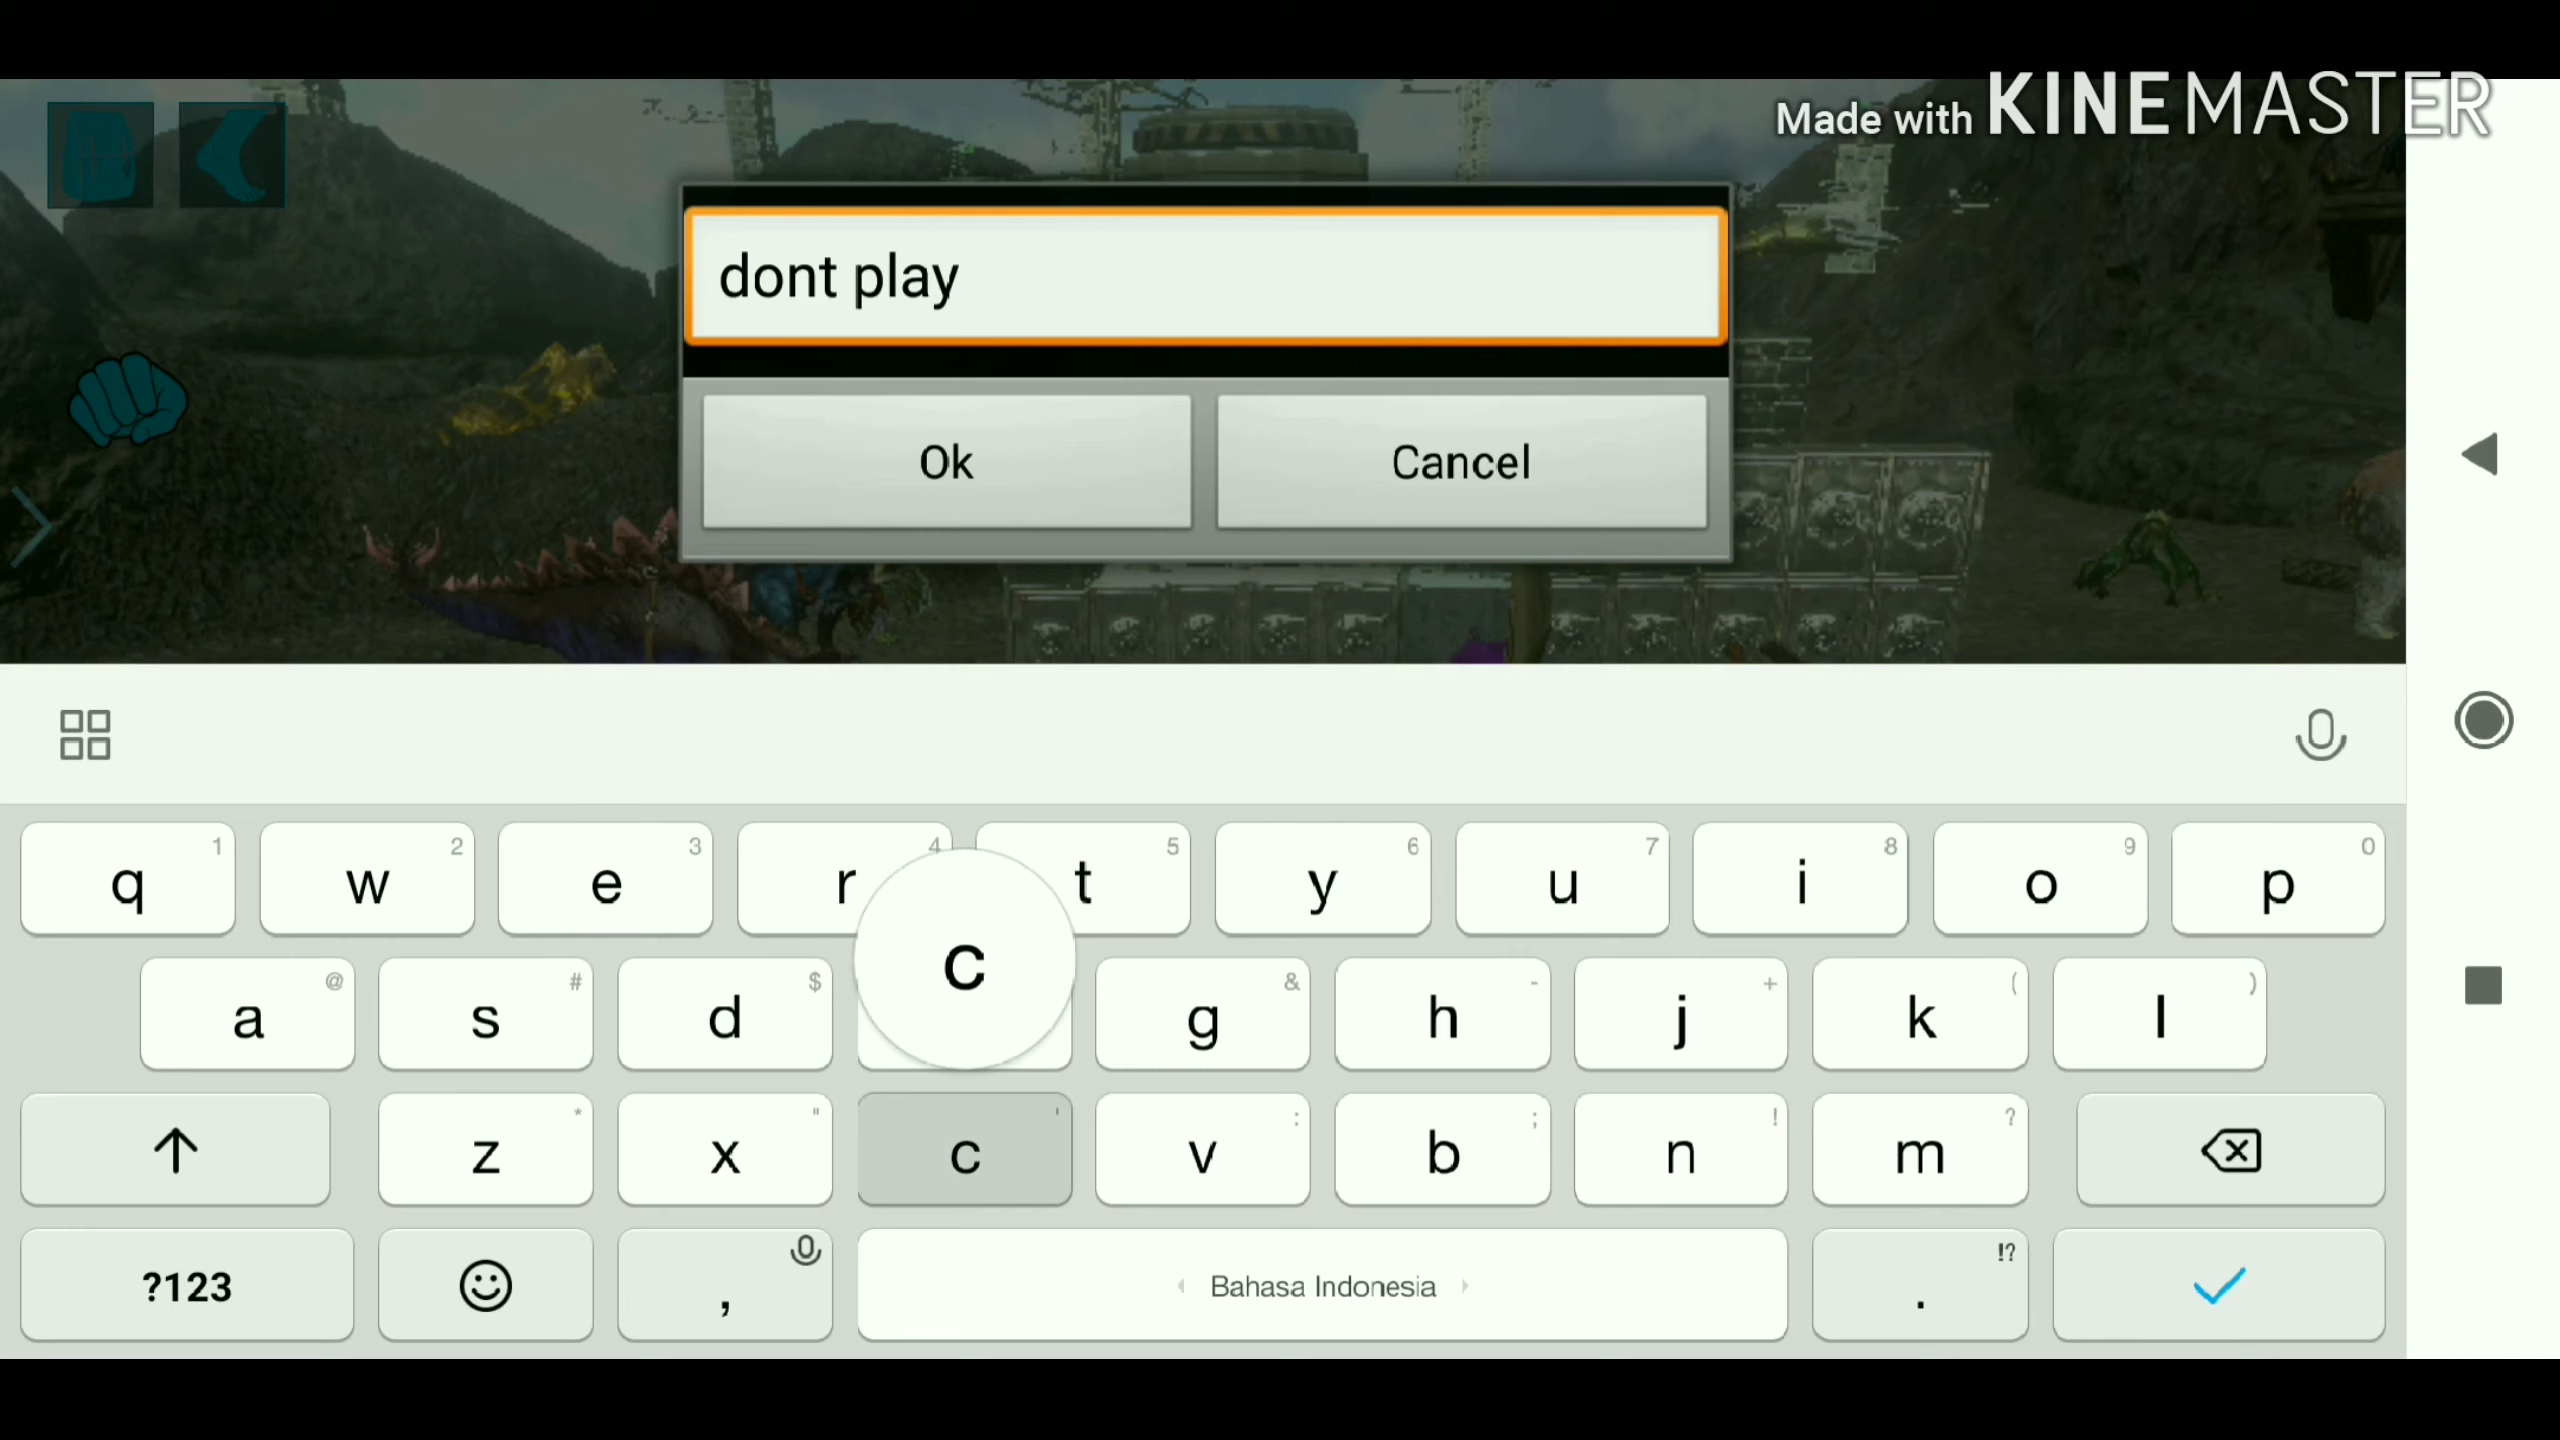 Made with KINEMASTER
dont play
Ok Cancel
q 1 w 2 e 3 r 4 t 5 y 6 u 7 i 8 o 9 p 0
c
a @ s # d $ g & h - j + k ( l )
z * x " c ' v : b ; n ! m ?
?123 , Bahasa Indonesia . !?